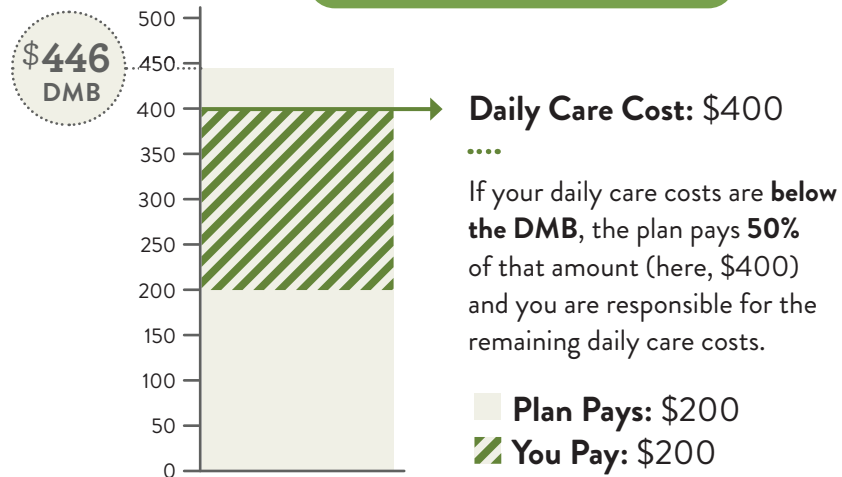 500
$446
DMB
450
400
350
300
250
200
150
100
50
0
Daily Care Cost: $400
If your daily care costs are below
the DMB, the plan pays 50%
of that amount (here, $400)
and you are responsible for the
remaining daily care costs.
Plan Pays: $200
You Pay: $200